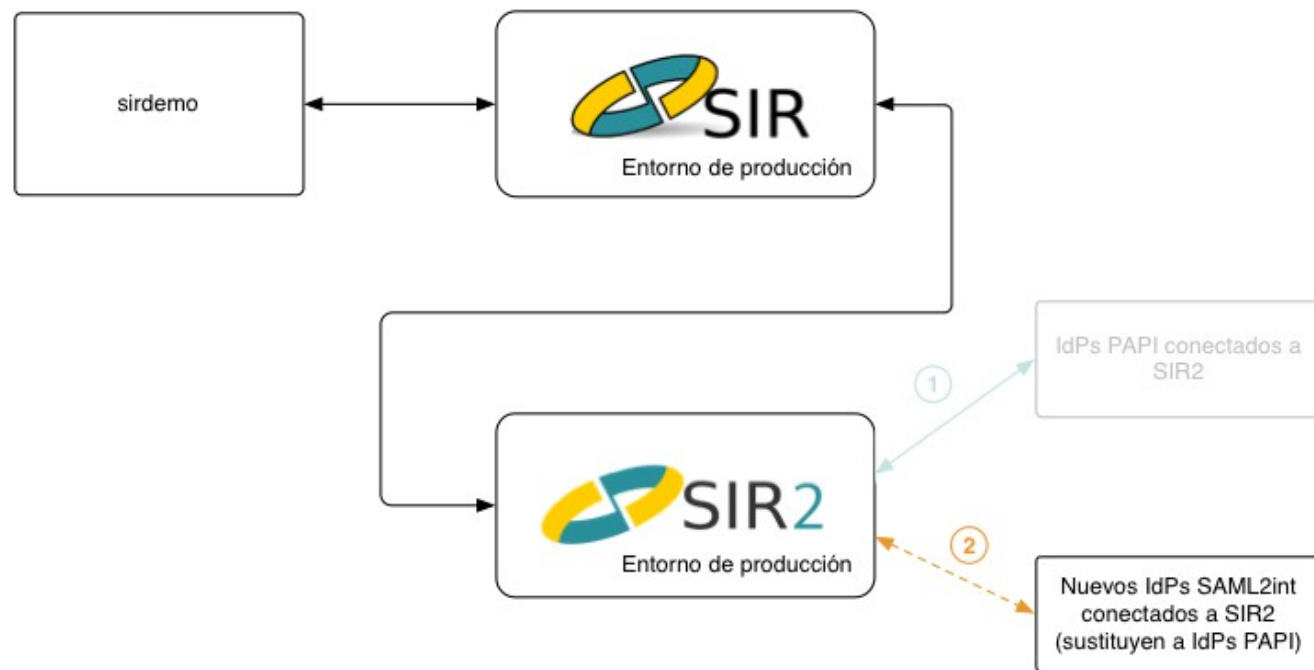 sirdemo
SIR
Entorno de producción
IdPs PAPI conectados a
SIR2
1
SIR2
Entorno de producción
2
Nuevos IdPs SAML2int
conectados a SIR2
(sustituyen a IdPs PAPI)